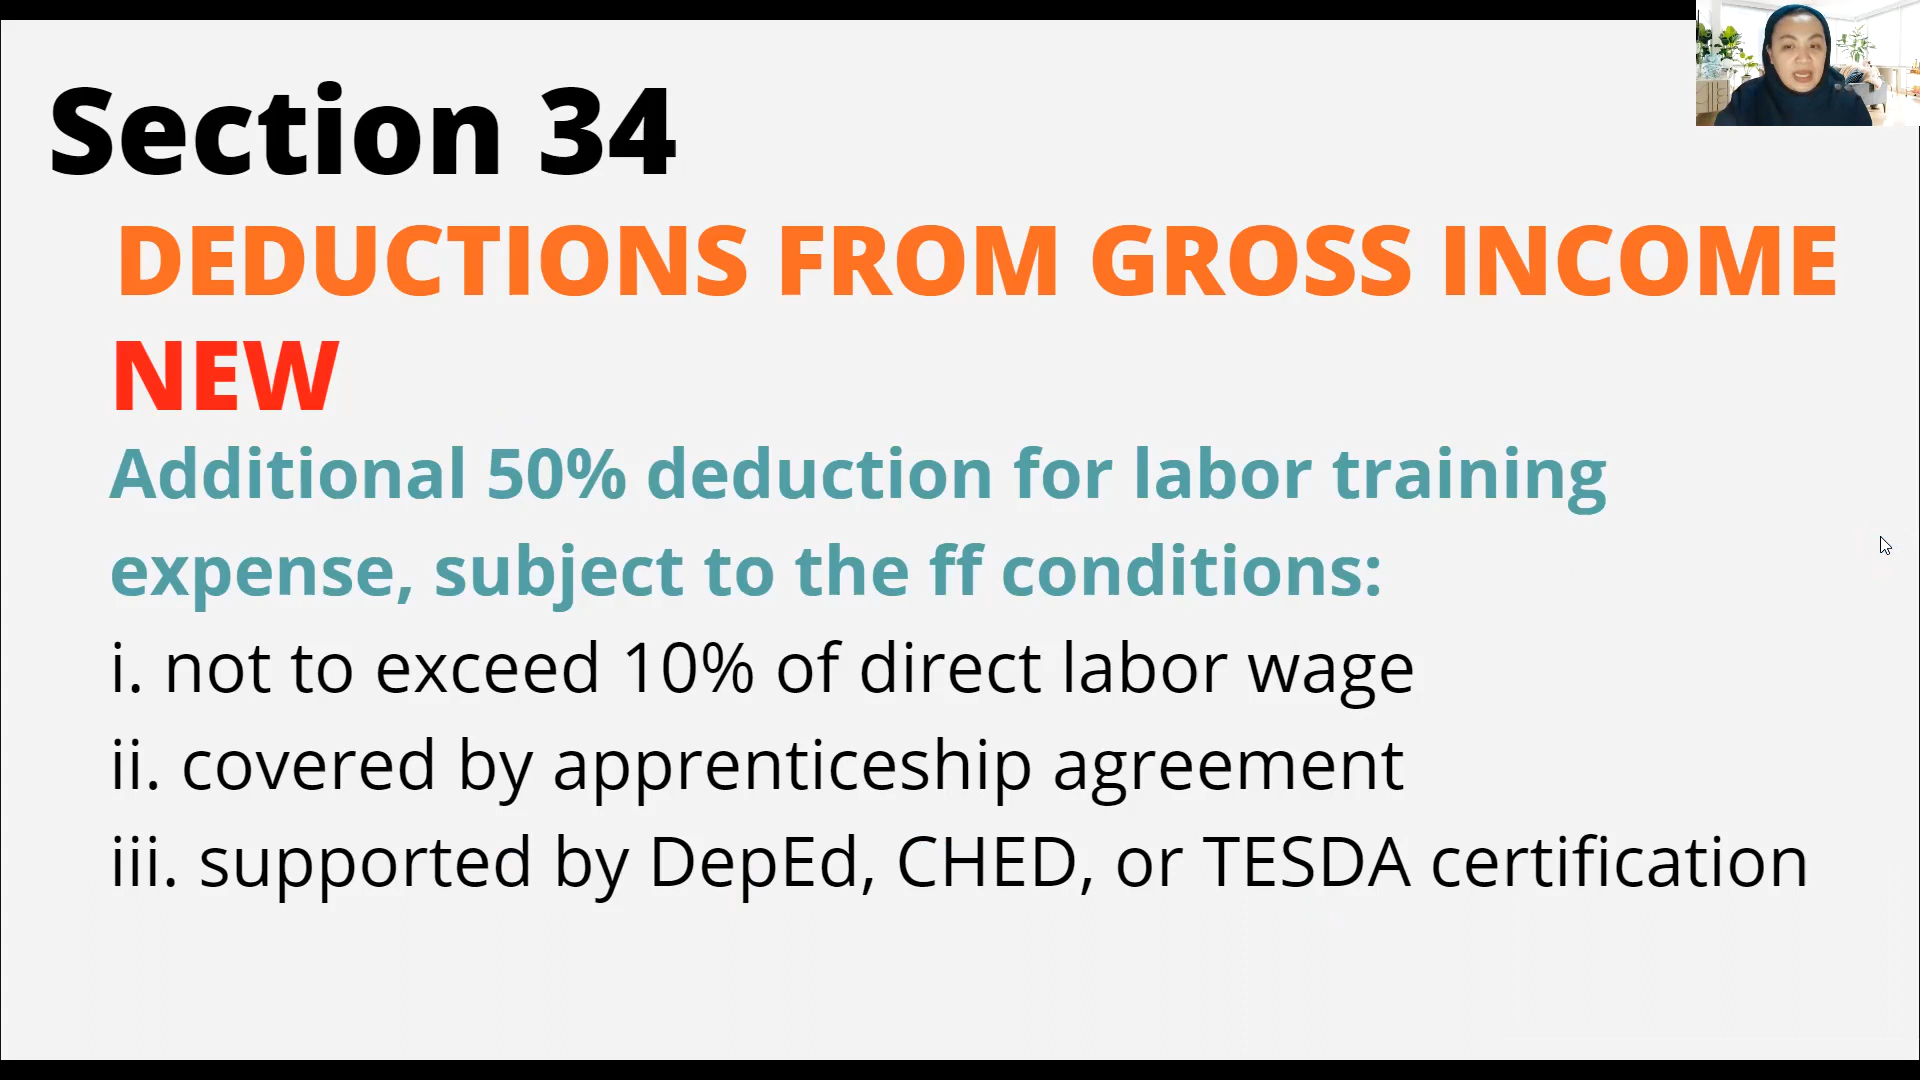 Section 34
DEDUCTIONS FROM GROSS INCOME
NEW
Additional 50% deduction for labor training
expense, subject to the ff conditions:
i. not to exceed 10% of direct labor wage
ii. covered by apprenticeship agreement
iii. supported by DepEd, CHED, or TESDA certification